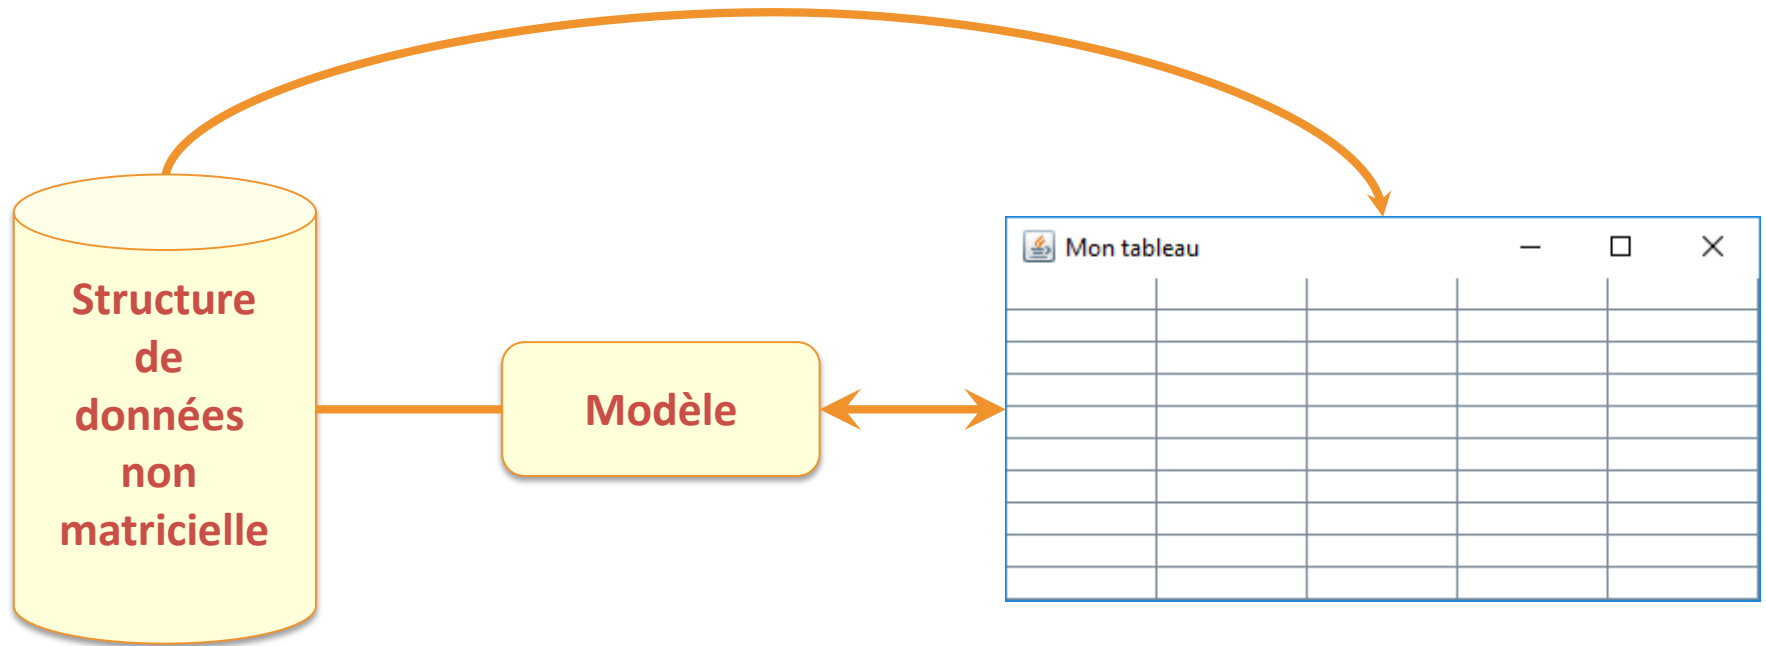 Mon tableau
Structure
de
données
non
matricielle
Modèle